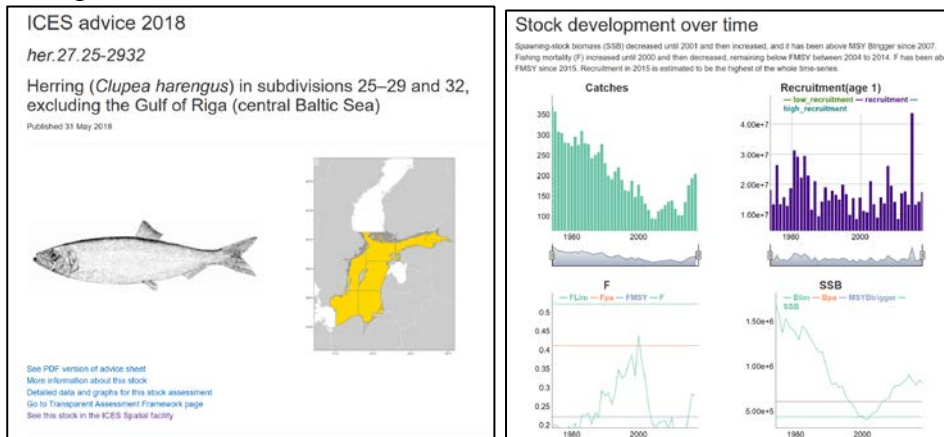 ICES advice 2018
her.27.25-2932
Herring (Clupea harengus) in subdivisions 25–29 and 32,
excluding the Gulf of Riga (central Baltic Sea)
Published 31 May 2018
See PDF version of advice sheet
More information about this stock
Detailed data and graphs for this stock assessment
Go to Transparent Assessment Framework page
See this stock in the ICES Spatial facility
Stock development over time
Spawning-stock biomass (SSB) decreased until 2001 and then increased, and it has been above MSY Btrigger since 2007.
Fishing mortality (F) increased until 2000 and then decreased, remaining below FMSY between 2004 to 2014. F has been abo
FMSY since 2015. Recruitment in 2015 is estimated to be the highest of the whole time-series.
Catches
350
300
250
200
150
100
1980
2000
Recruitment(age 1)
low_recruitment recruitment
high_recruitment
4.00e+7
3.00e+7
2.00e+7
1.00e+7
1980
2000
F
FLim Fpa FMSY F
0.5
0.45
0.4
0.35
0.3
0.25
0.2
1980
2000
SSB
Blim Bpa MSYBtrigger
SSB
1.50e+6
1.00e+6
5.00e+5
1980
2000